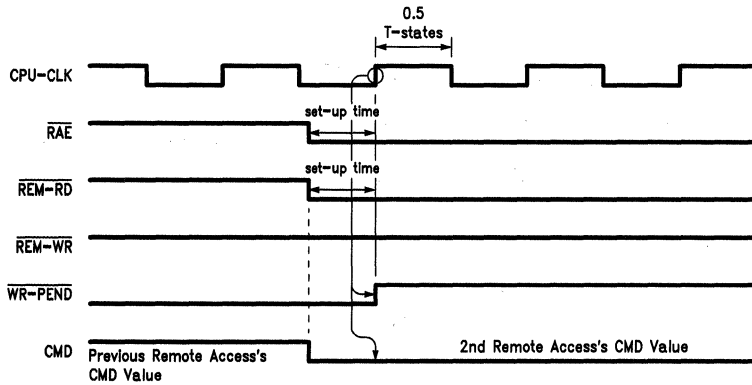 0.5
T-states
CPU-CLK
set-up time
RAE
set-up time
REM-RD
REM-WR
WR-PEND
CMD
Previous Remote Access's
CMD Value
2nd Remote Access's CMD Value